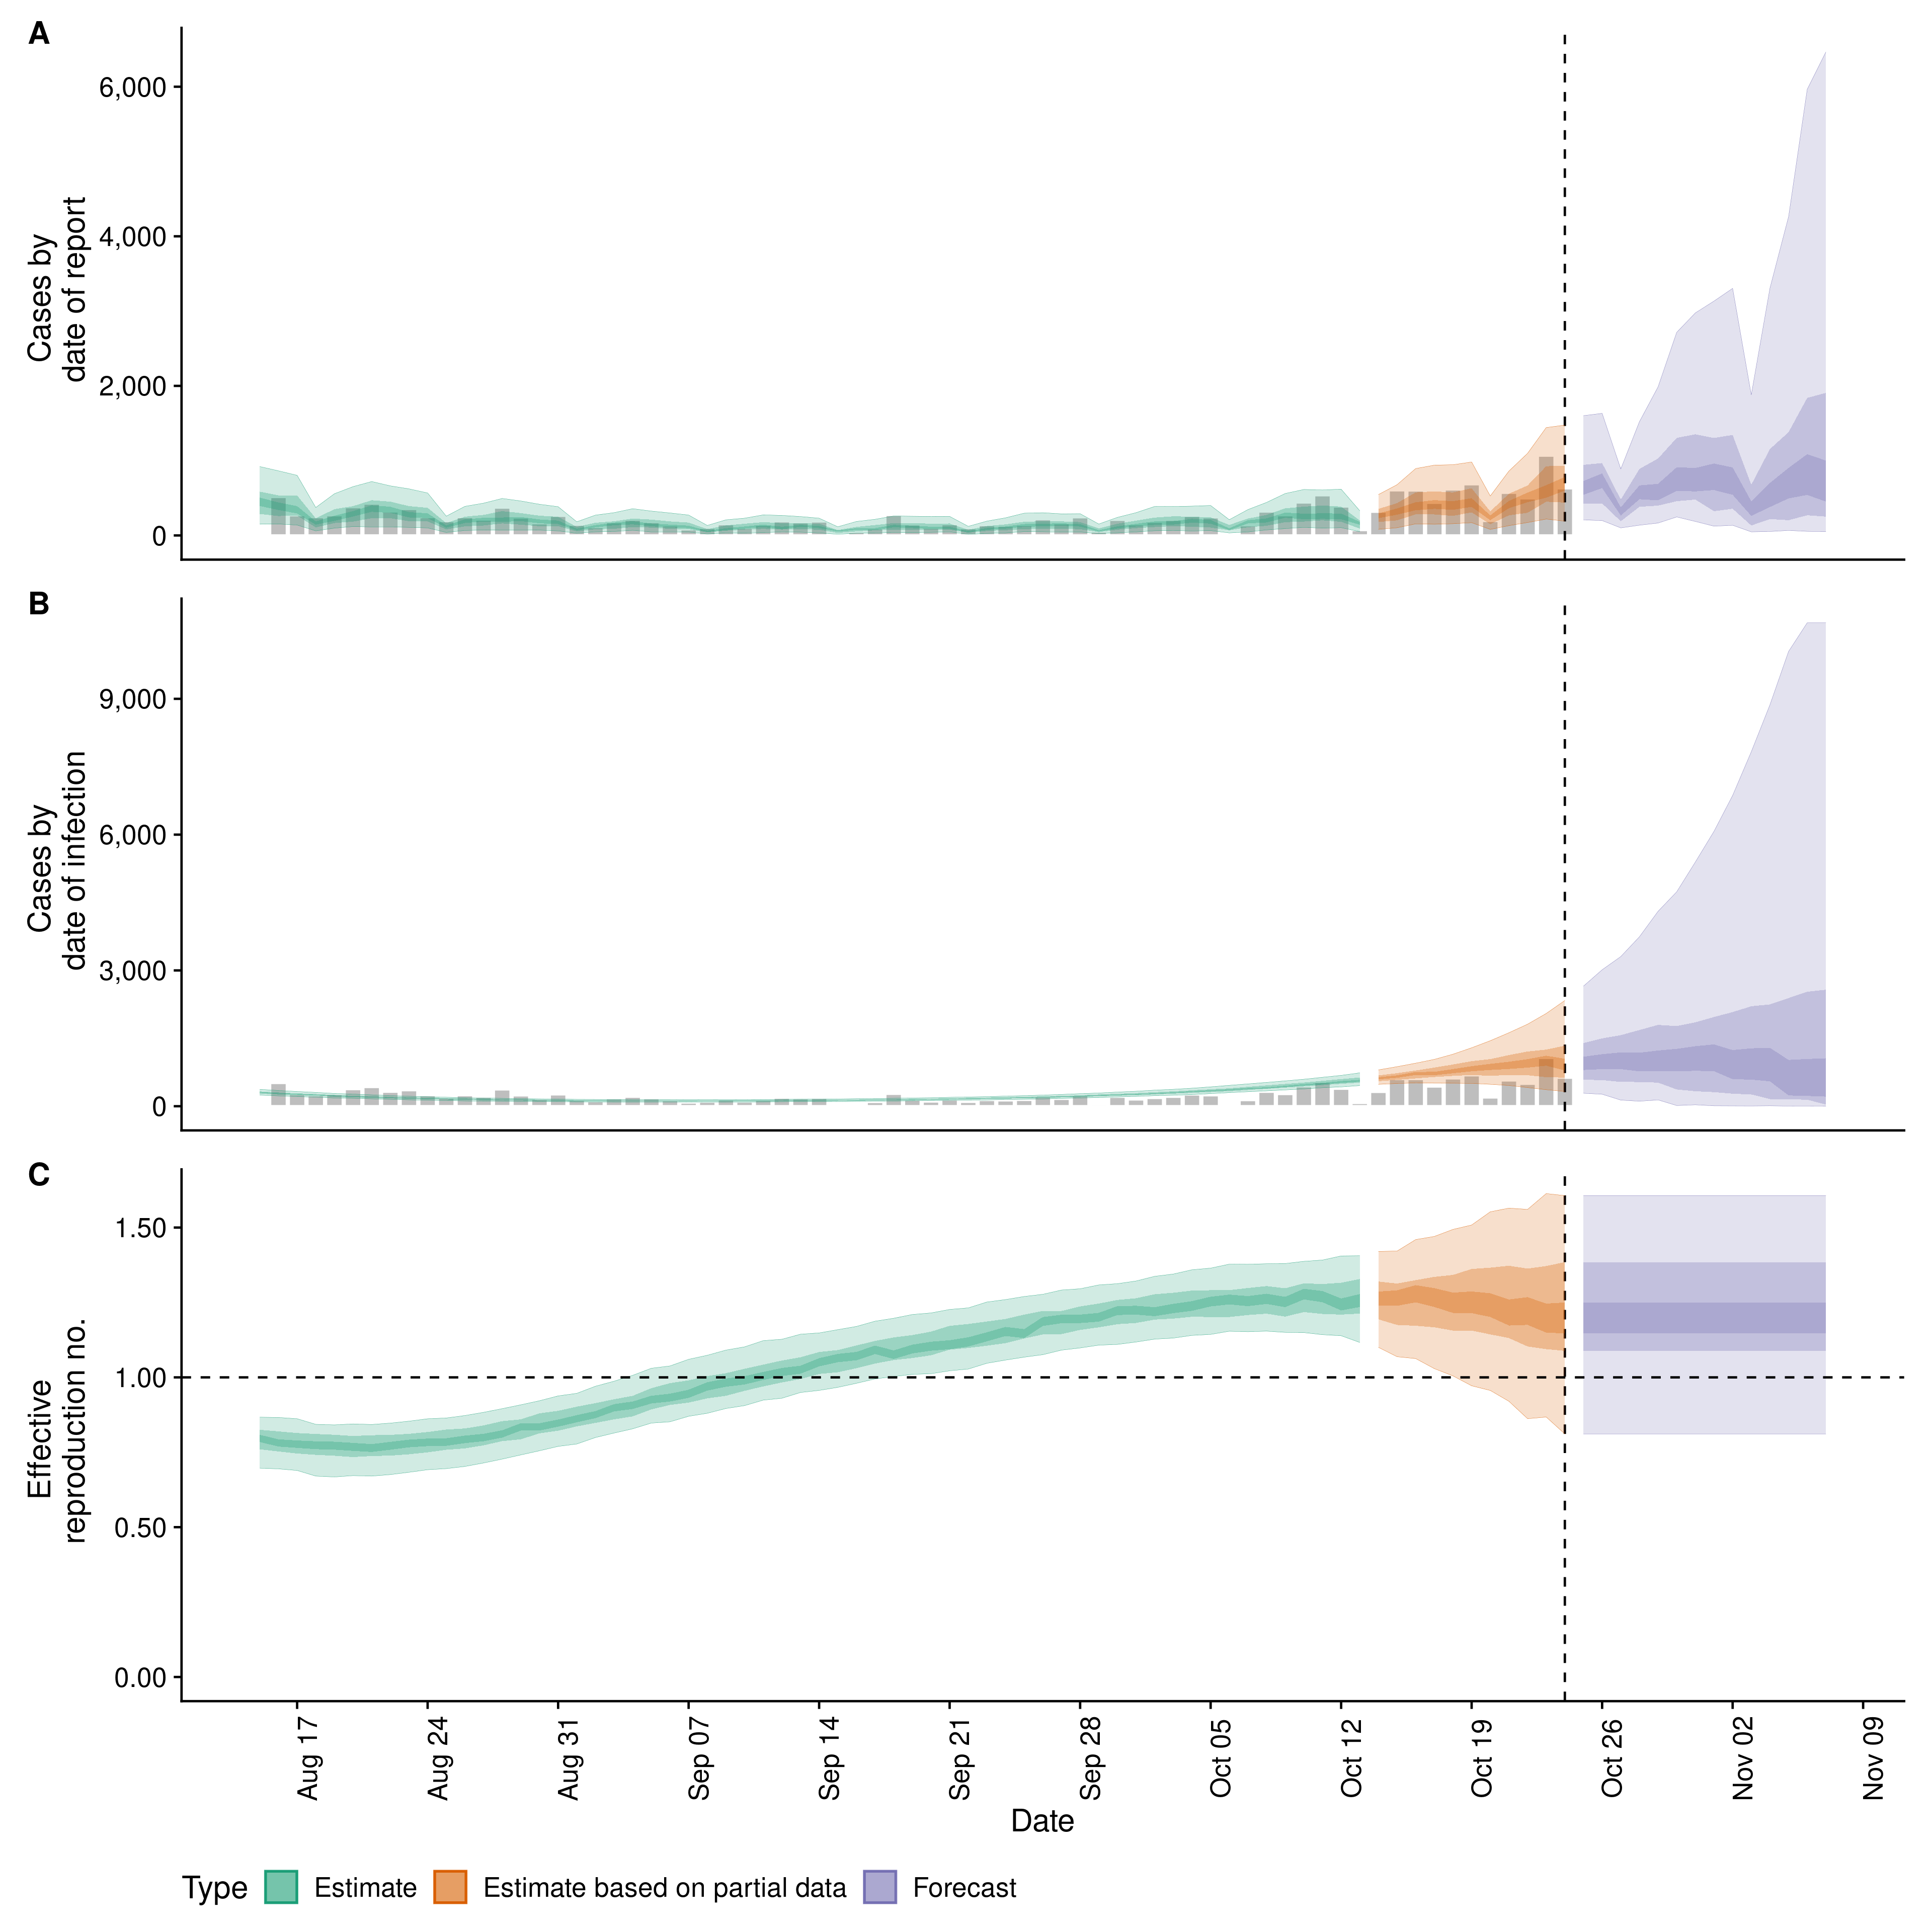 A
Cases by
date of report
6,000
4,000
2,000
0
B
Cases by
date of infection
9,000
6,000
3,000
0
C
Effective
reproduction no.
1.50
1.00
0.50
0.00
Aug 17
Aug 24
Aug 31
Sep 07
Sep 14
Sep 21
Sep 28
Oct 05
Oct 12
Oct 19
Oct 26
Nov 02
Nov 09
Date
Type Estimate Estimate based on partial data Forecast